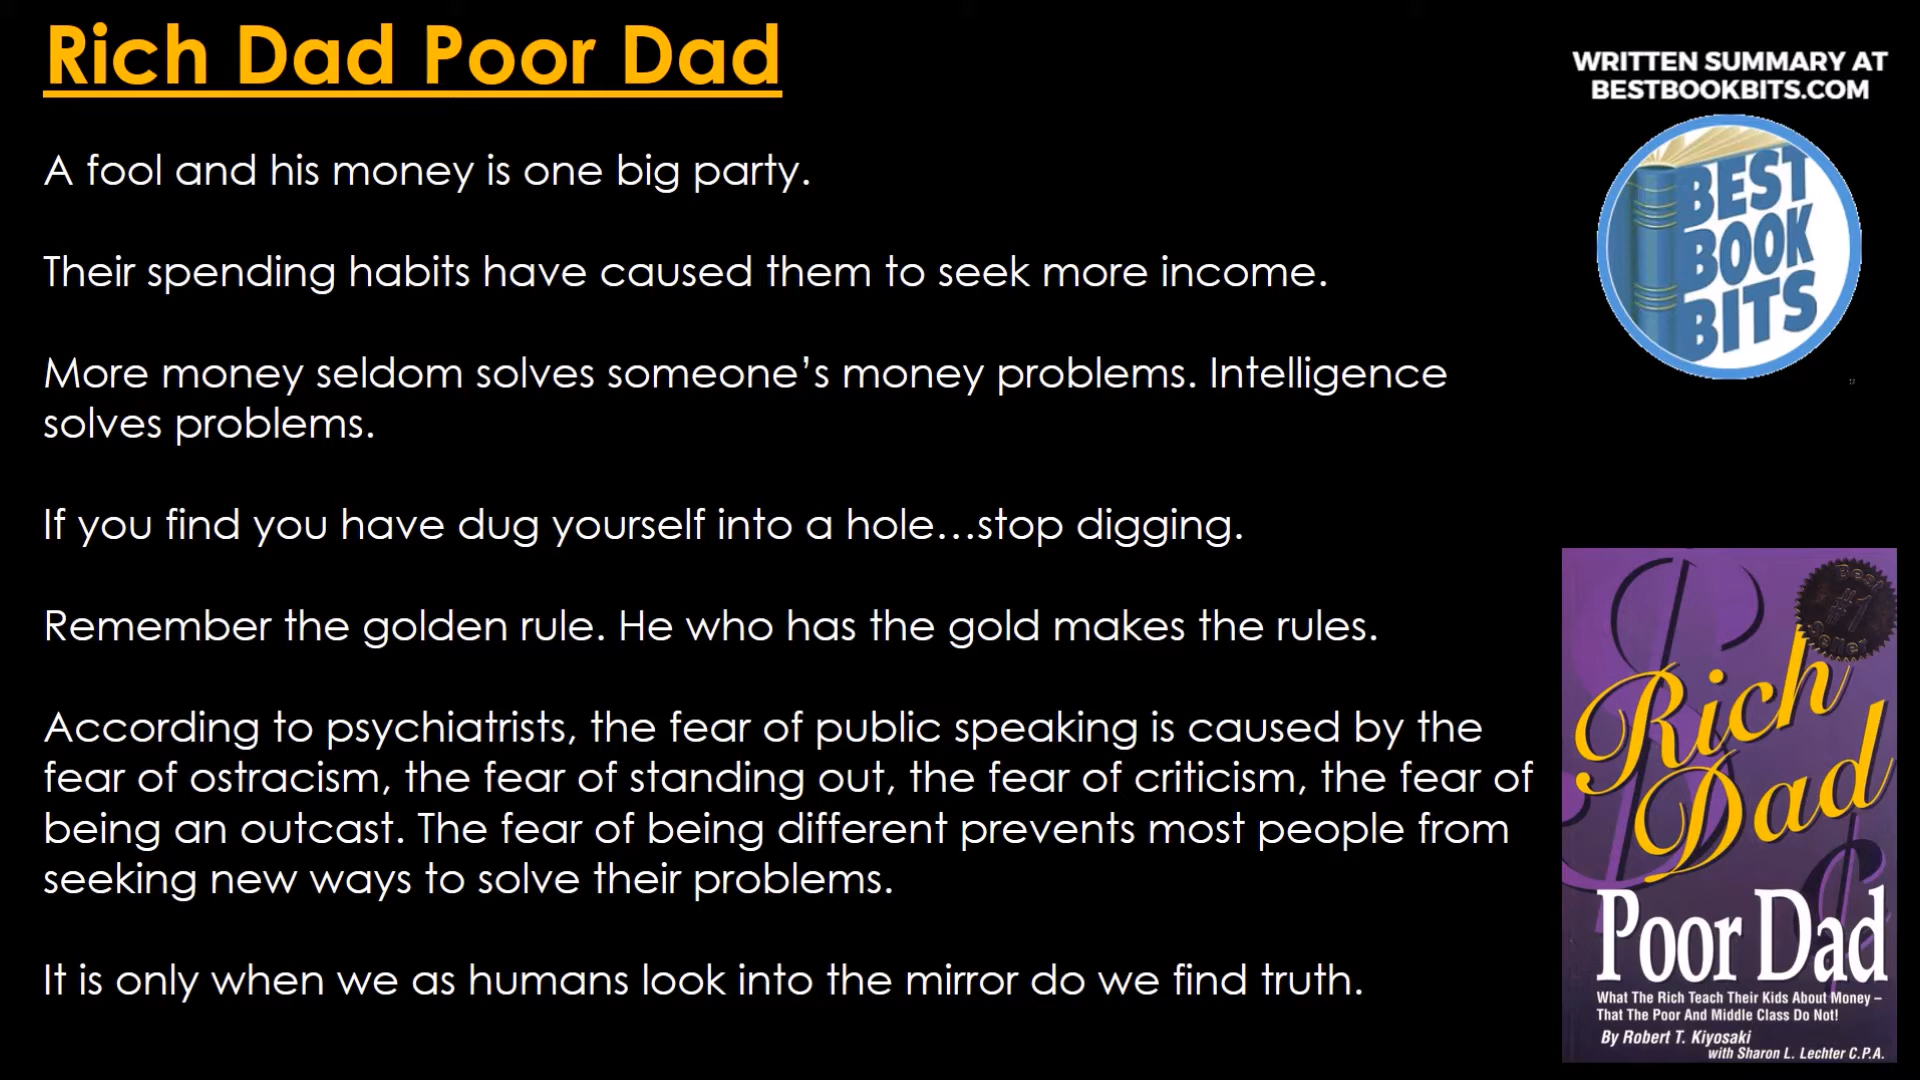 Rich Dad Poor Dad
A fool and his money is one big party.
Their spending habits have caused them to seek more income.
More money seldom solves someone’s money problems. Intelligence
solves problems.
If you find you have dug yourself into a hole…stop digging.
Remember the golden rule. He who has the gold makes the rules.
According to psychiatrists, the fear of public speaking is caused by the
fear of ostracism, the fear of standing out, the fear of criticism, the fear of
being an outcast. The fear of being different prevents most people from
seeking new ways to solve their problems.
It is only when we as humans look into the mirror do we find truth.
WRITTEN SUMMARY AT
BESTBOOKBITS.COM
BEST
BOOK
BITS
Best
#1
Seller
Rich
Dad
Poor Dad
What The Rich Teach Their Kids About Money –
That The Poor And Middle Class Do Not!
By Robert T. Kiyosaki
with Sharon L. Lechter C.P.A.